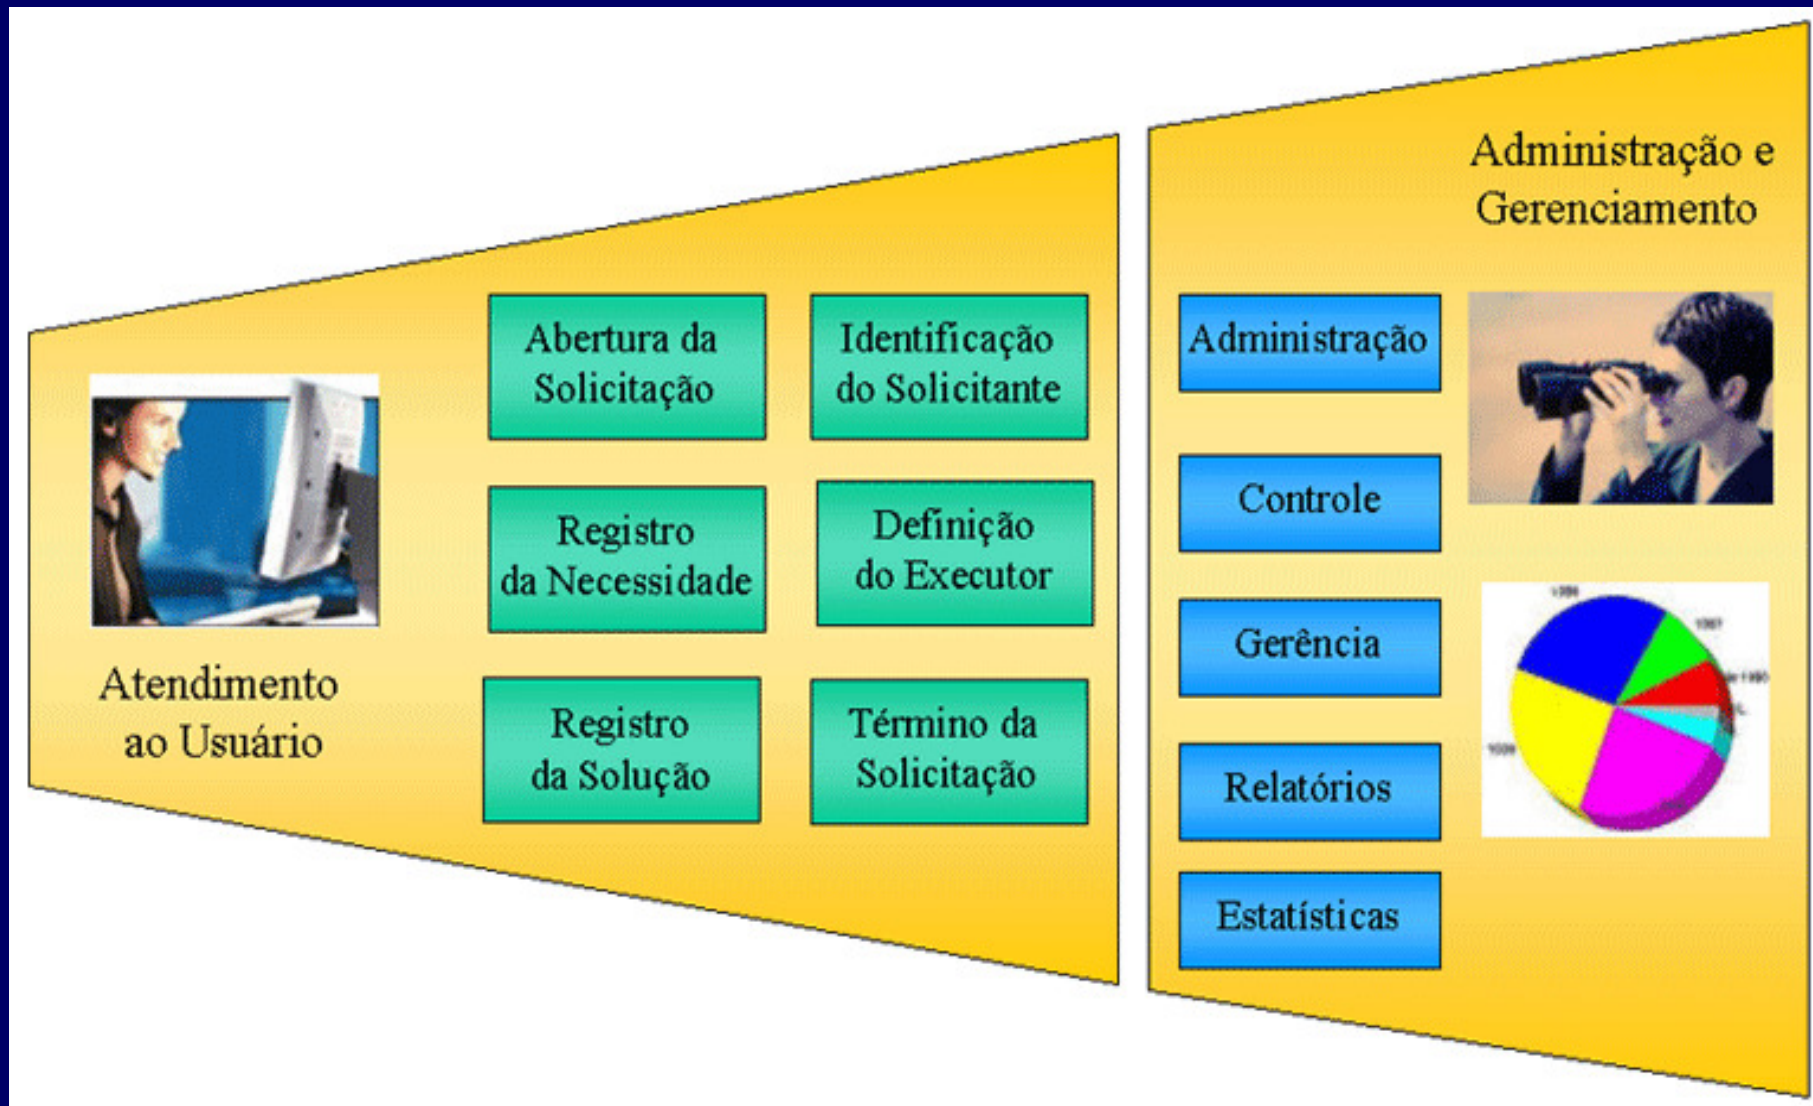 Atendimento
ao Usuário
Abertura da
Solicitação
Identificação
do Solicitante
Registro
da Necessidade
Definição
do Executor
Registro
da Solução
Término da
Solicitação
Administração e
Gerenciamento
Administração
Controle
Gerência
Relatórios
Estatísticas